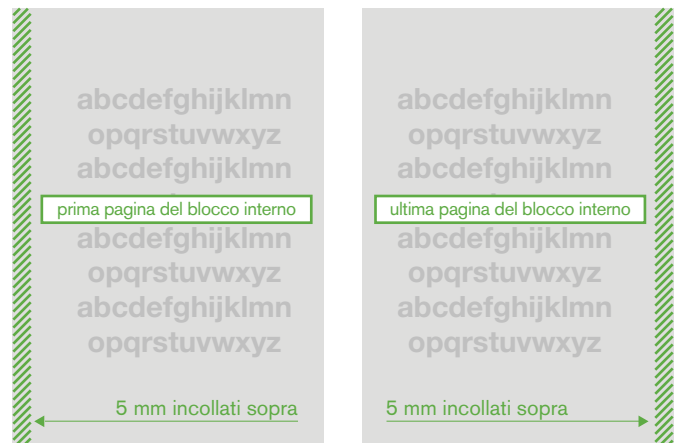 abcdefghijklmn
opqrstuvwxyz
abcdefghijklmn
prima pagina del blocco interno
abcdefghijklmn
opqrstuvwxyz
abcdefghijklmn
opqrstuvwxyz
5 mm incollati sopra
abcdefghijklmn
opqrstuvwxyz
abcdefghijklmn
ultima pagina del blocco interno
abcdefghijklmn
opqrstuvwxyz
abcdefghijklmn
opqrstuvwxyz
5 mm incollati sopra